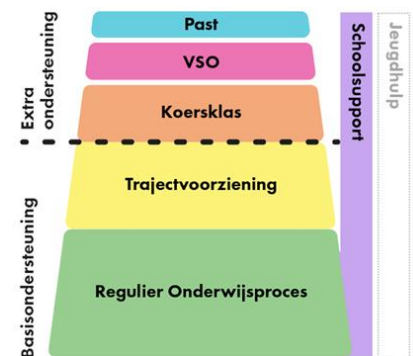 Past
VSO
Koersklas
Trajectvoorziening
Regulier Onderwijsproces
Extra
ondersteuning
Basisondersteuning
Schoolsupport
Jeugdhulp